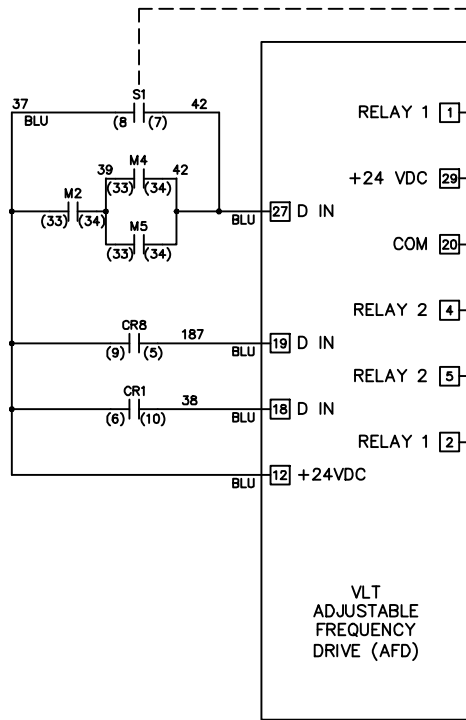 S1
37
42
BLU
(8
(7)
RELAY 1 1
M4
39
42
(33)
(34)
+24 VDC 29
M2
(33)
(34)
M5
(33)
(34)
BLU
27 D IN
COM 20
RELAY 2 4
CR8
187
(9)
(5)
BLU
19 D IN
RELAY 2 5
CR1
38
(6)
(10)
BLU
18 D IN
RELAY 1 2
BLU
12 +24VDC
VLT
ADJUSTABLE
FREQUENCY
DRIVE (AFD)